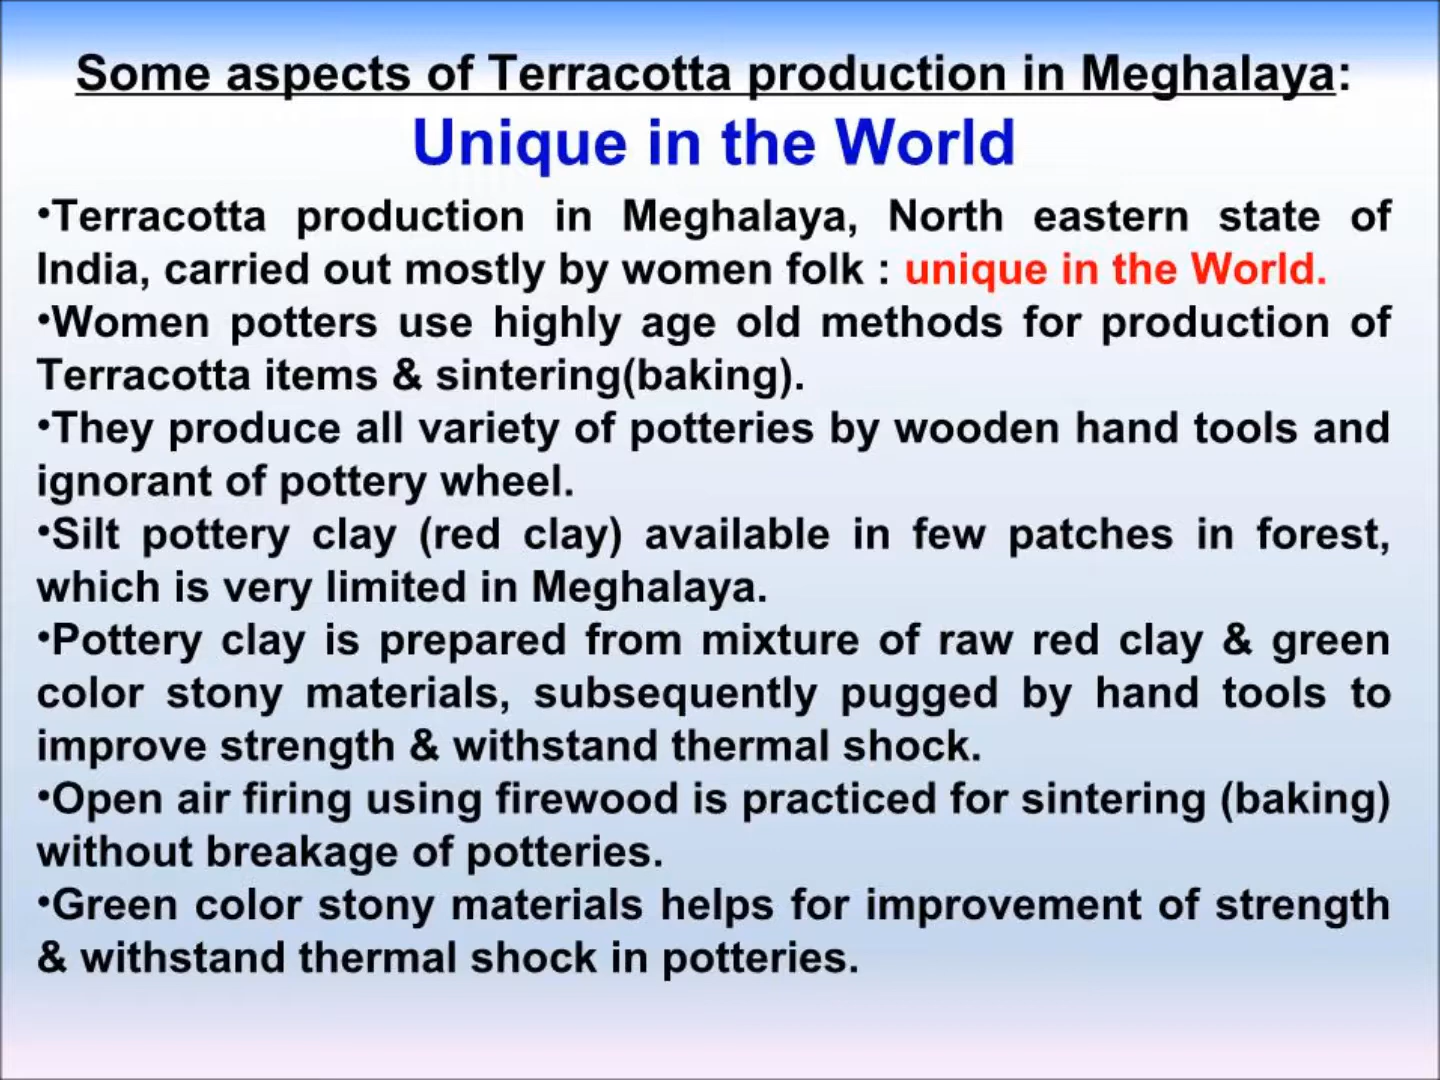 Some aspects of Terracotta production in Meghalaya:
Unique in the World
•Terracotta production in Meghalaya, North eastern state of
India, carried out mostly by women folk : unique in the World.
•Women potters use highly age old methods for production of
Terracotta items & sintering(baking).
•They produce all variety of potteries by wooden hand tools and
ignorant of pottery wheel.
•Silt pottery clay (red clay) available in few patches in forest,
which is very limited in Meghalaya.
•Pottery clay is prepared from mixture of raw red clay & green
color stony materials, subsequently pugged by hand tools to
improve strength & withstand thermal shock.
•Open air firing using firewood is practiced for sintering (baking)
without breakage of potteries.
•Green color stony materials helps for improvement of strength
& withstand thermal shock in potteries.